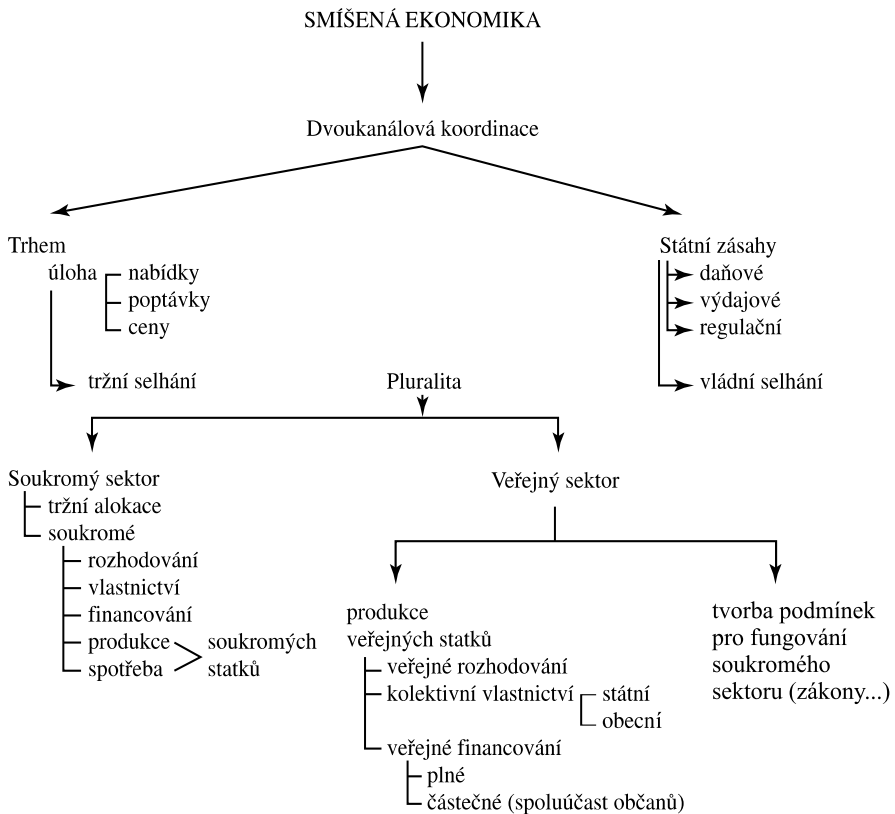 SMÍŠENÁ EKONOMIKA
Dvoukanálová koordinace
Trhem
úloha
nabídky
poptávky
ceny
tržní selhání
Státní zásahy
daňové
výdajové
regulační
vládní selhání
Pluralita
Soukromý sektor
tržní alokace
soukromé
rozhodování
vlastnictví
financování
produkce
spotřeba
soukromých
statků
Veřejný sektor
produkce
veřejných statků
veřejné rozhodování
kolektivní vlastnictví
státní
obecní
veřejné financování
plné
částečné (spoluúčast občanů)
tvorba podmínek
pro fungování
soukromého
sektoru (zákony...)